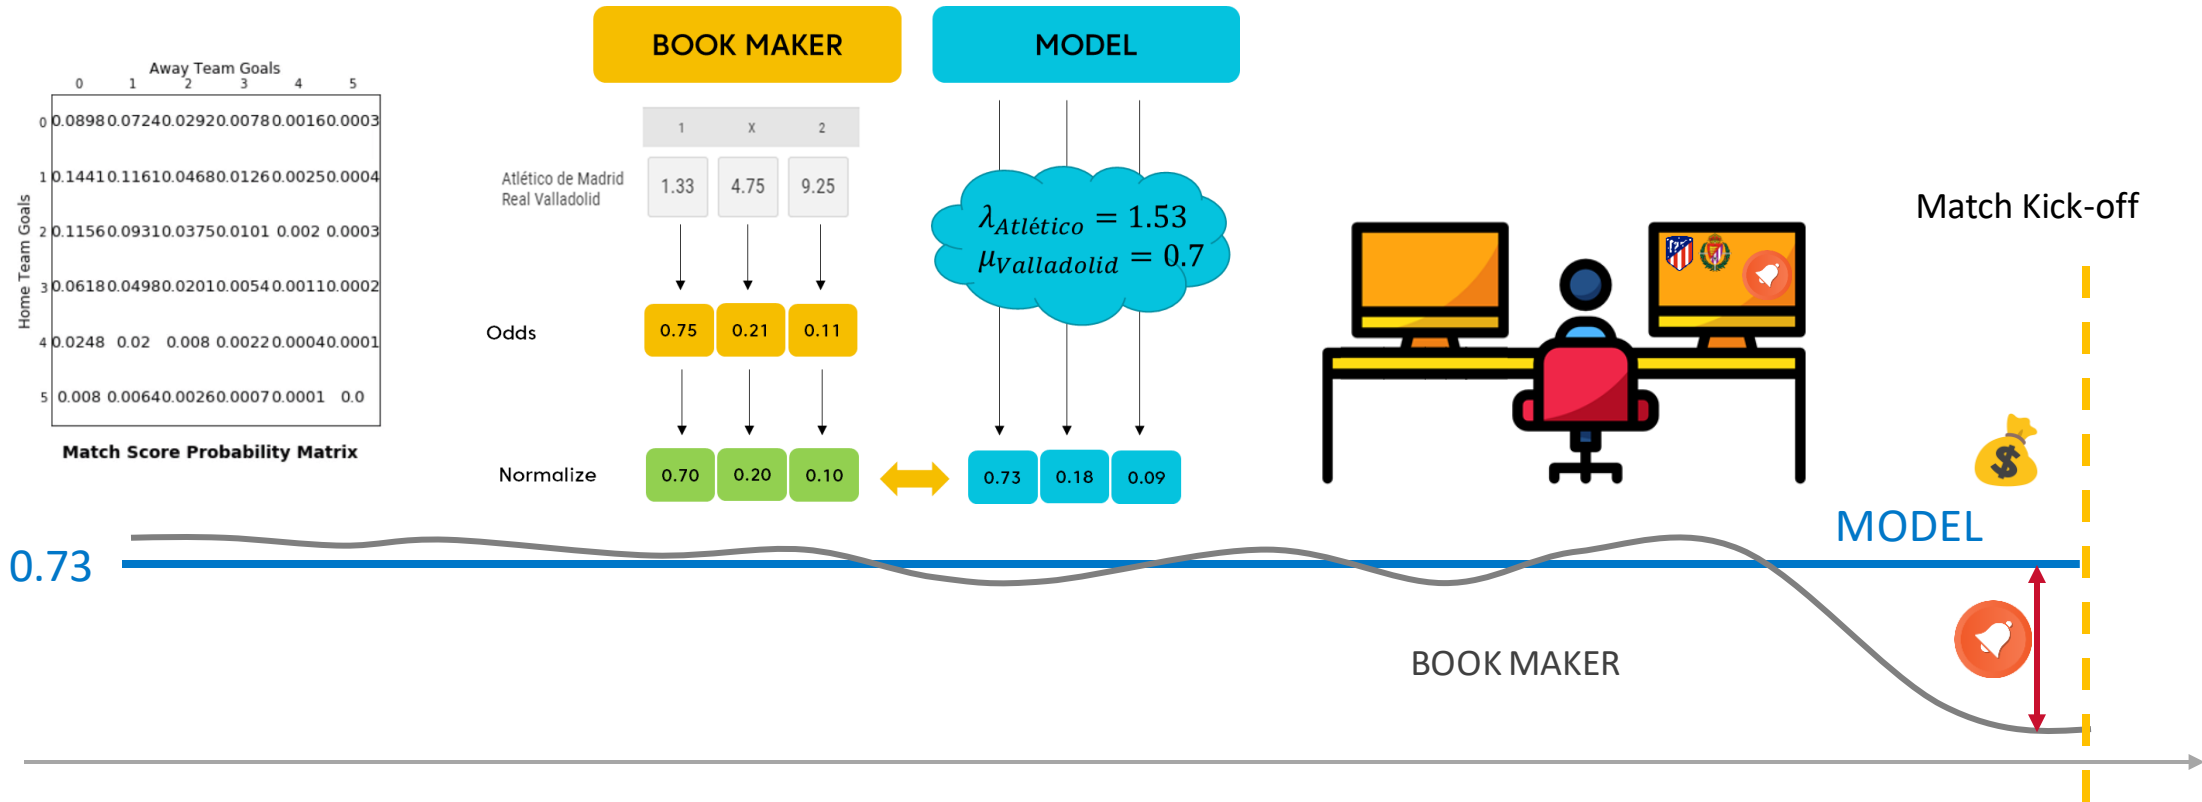 BOOK MAKER
MODEL
Away Team Goals
0 1 2 3 4 5
Home Team Goals
0 0.0898 0.0724 0.0292 0.0078 0.0016 0.0003
1 0.1441 0.1161 0.0468 0.0126 0.0025 0.0004
2 0.1156 0.0931 0.0375 0.0101 0.002 0.0003
3 0.0618 0.0498 0.0201 0.0054 0.0011 0.0002
4 0.0248 0.02 0.008 0.0022 0.0004 0.0001
5 0.008 0.0064 0.0026 0.0007 0.0001 0.0
Match Score Probability Matrix
1 X 2
Atlético de Madrid
Real Valladolid
1.33 4.75 9.25
λAtlético = 1.53
μValladolid = 0.7
Odds
0.75 0.21 0.11
Normalize
0.70 0.20 0.10
0.73 0.18 0.09
Match Kick-off
$
MODEL
0.73
BOOK MAKER